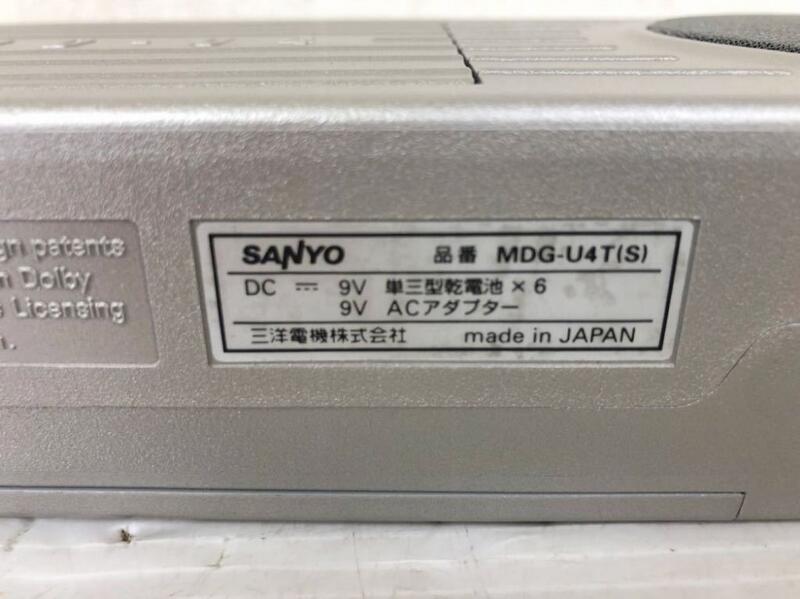 gn patents
n Dolby
Licensing
SANYO 品番 MDG-U4T(S)
DC ⎓ 9V 単三型乾電池 × 6
9V ACアダプター
三洋電機株式会社 made in JAPAN